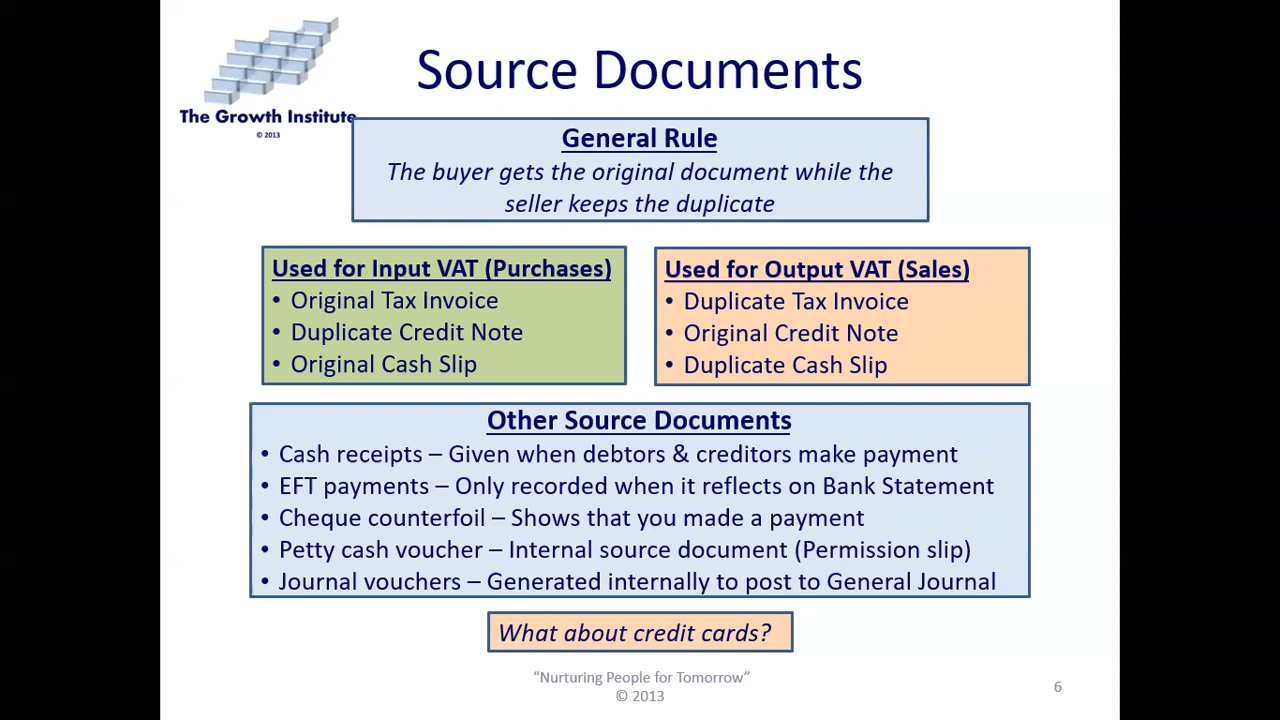 Source Documents
The Growth Institute
© 2013
General Rule
The buyer gets the original document while the
seller keeps the duplicate
Used for Input VAT (Purchases)
• Original Tax Invoice
• Duplicate Credit Note
• Original Cash Slip
Used for Output VAT (Sales)
• Duplicate Tax Invoice
• Original Credit Note
• Duplicate Cash Slip
Other Source Documents
• Cash receipts – Given when debtors & creditors make payment
• EFT payments – Only recorded when it reflects on Bank Statement
• Cheque counterfoil – Shows that you made a payment
• Petty cash voucher – Internal source document (Permission slip)
• Journal vouchers – Generated internally to post to General Journal
What about credit cards?
“Nurturing People for Tomorrow”
© 2013
6